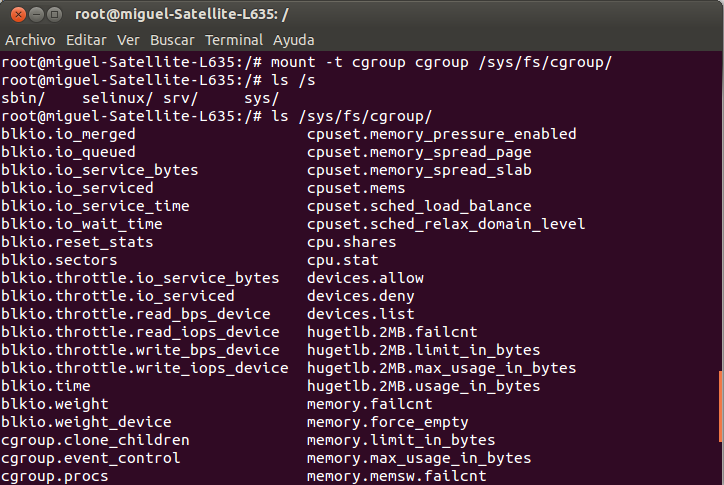 root@miguel-Satellite-L635: /
Archivo Editar Ver Buscar Terminal Ayuda
root@miguel-Satellite-L635:/# mount -t cgroup cgroup /sys/fs/cgroup/
root@miguel-Satellite-L635:/# ls /s
sbin/    selinux/ srv/     sys/
root@miguel-Satellite-L635:/# ls /sys/fs/cgroup/
blkio.io_merged                   cpuset.memory_pressure_enabled
blkio.io_queued                   cpuset.memory_spread_page
blkio.io_service_bytes            cpuset.memory_spread_slab
blkio.io_serviced                 cpuset.mems
blkio.io_service_time             cpuset.sched_load_balance
blkio.io_wait_time                cpuset.sched_relax_domain_level
blkio.reset_stats                 cpu.shares
blkio.sectors                     cpu.stat
blkio.throttle.io_service_bytes   devices.allow
blkio.throttle.io_serviced        devices.deny
blkio.throttle.read_bps_device    devices.list
blkio.throttle.read_iops_device   hugetlb.2MB.failcnt
blkio.throttle.write_bps_device   hugetlb.2MB.limit_in_bytes
blkio.throttle.write_iops_device  hugetlb.2MB.max_usage_in_bytes
blkio.time                        hugetlb.2MB.usage_in_bytes
blkio.weight                      memory.failcnt
blkio.weight_device               memory.force_empty
cgroup.clone_children             memory.limit_in_bytes
cgroup.event_control              memory.max_usage_in_bytes
cgroup.procs                      memory.memsw.failcnt